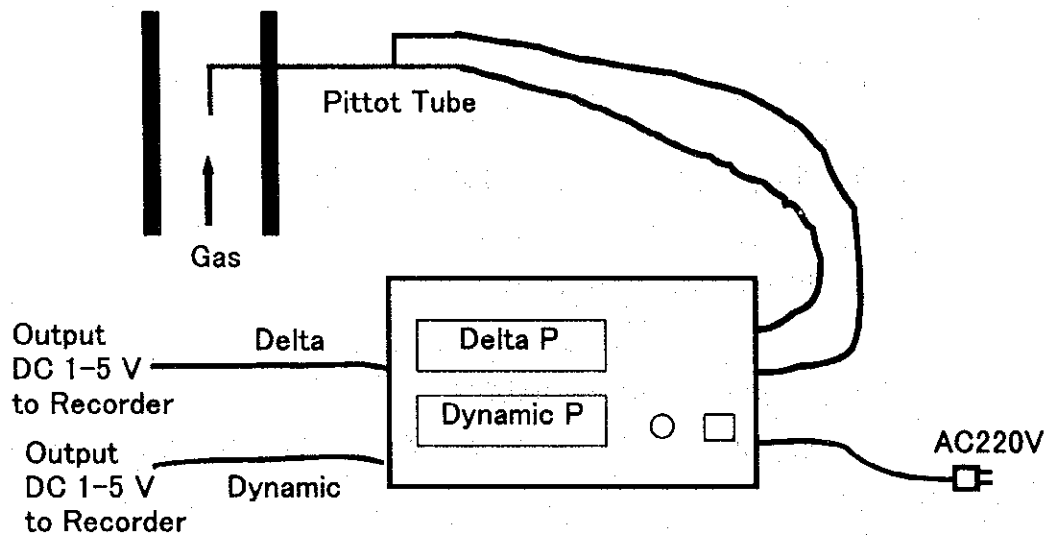 Pittot Tube
Gas
Output
DC 1-5 V
to Recorder
Delta
Delta P
Dynamic P
AC220V
Output
DC 1-5 V
to Recorder
Dynamic